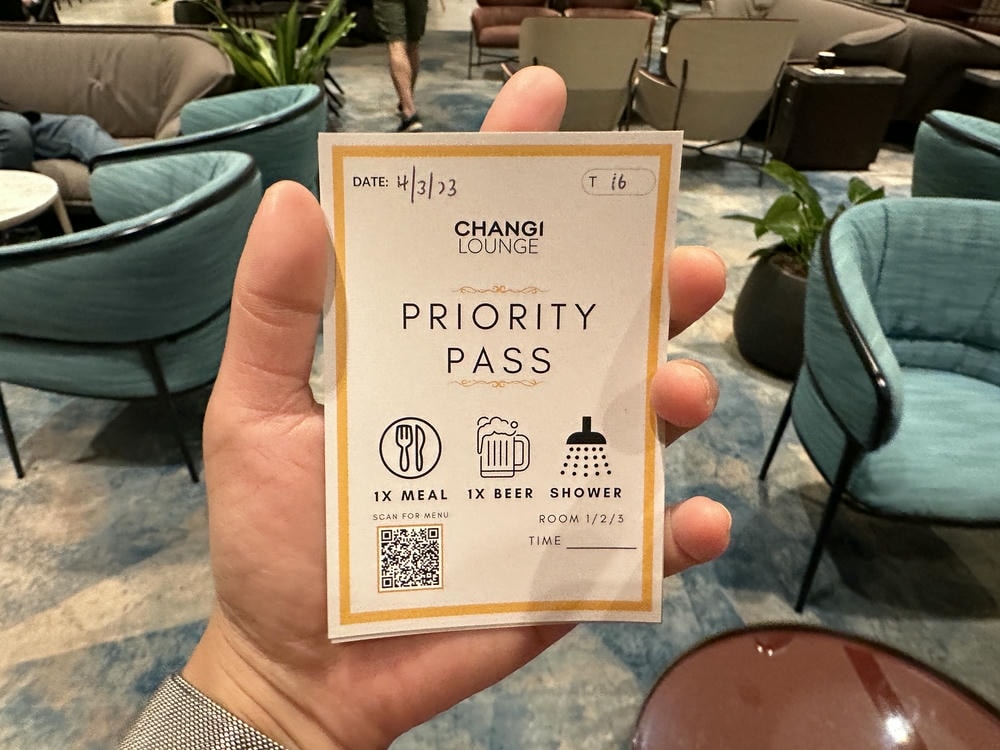 DATE: 4/3/23
T 16
CHANGI
LOUNGE
PRIORITY
PASS
1X MEAL
1X BEER
SHOWER
SCAN FOR MENU
ROOM 1/2/3
TIME